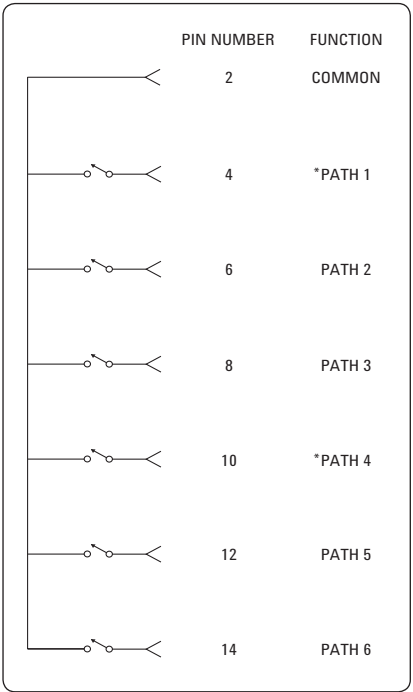 PIN NUMBER FUNCTION
2 COMMON
4 *PATH 1
6 PATH 2
8 PATH 3
10 *PATH 4
12 PATH 5
14 PATH 6